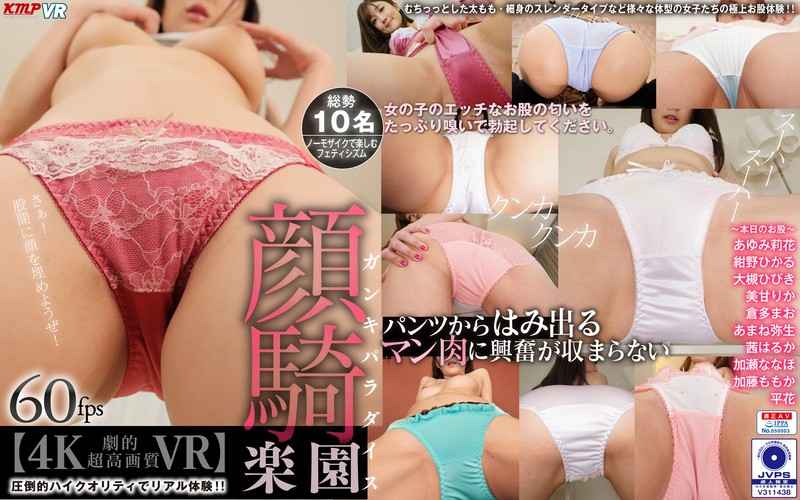 KMP VR
むちっっとした太もも・細身のスレンダータイプなど様々な体型の女子たちの極上お股体験!!
総勢
10名
ノーモザイクで楽しむ
フェティシズム
女の子のエッチなお股の匂いを
たっぷり嗅いで勃起してください。
スーハー
スーハー
クンカ
クンカ
さぁ!
股間に顔を埋めようぜ!
顔騎楽園
ガンキパラダイス
パンツからはみ出る
マン肉に興奮が収まらない
~本日のお股~
あゆみ莉花
紺野ひかる
大槻ひびき
美甘りか
倉多まお
あまね弥生
茜はるか
加瀬ななほ
加藤ももか
平花
60fps
【4K劇的超高画質VR】
圧倒的ハイクオリティでリアル体験!!
適正AV
IPPA
JVPS
V311438